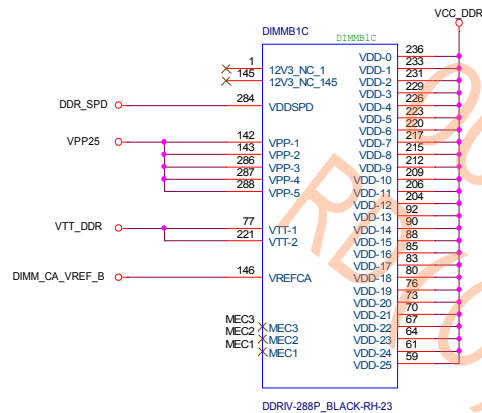 VCC_DDR
DIMMB1C
DIMMB1C
1 12V3_NC_1
145 12V3_NC_145
DDR_SPD 284 VDDSPD
VPP25 142 VPP-1
143 VPP-2
286 VPP-3
287 VPP-4
288 VPP-5
VTT_DDR 77 VTT-1
221 VTT-2
DIMM_CA_VREF_B 146 VREFCA
MEC3 MEC3
MEC2 MEC2
MEC1 MEC1
VDD-0 236
VDD-1 233
VDD-2 231
VDD-3 229
VDD-4 226
VDD-5 223
VDD-6 220
VDD-7 217
VDD-8 215
VDD-9 212
VDD-10 209
VDD-11 206
VDD-12 204
VDD-13 92
VDD-14 90
VDD-15 88
VDD-16 85
VDD-17 83
VDD-18 80
VDD-19 76
VDD-20 73
VDD-21 70
VDD-22 67
VDD-23 64
VDD-24 61
VDD-25 59
DDRIV-288P_BLACK-RH-23